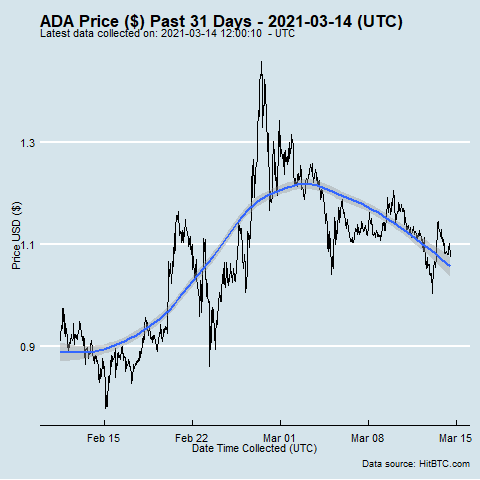 ADA Price ($) Past 31 Days - 2021-03-14 (UTC)
Latest data collected on: 2021-03-14 12:00:10 - UTC
Price USD ($)
1.3
1.1
0.9
Feb 15 Feb 22 Mar 01 Mar 08 Mar 15
Date Time Collected (UTC)
Data source: HitBTC.com